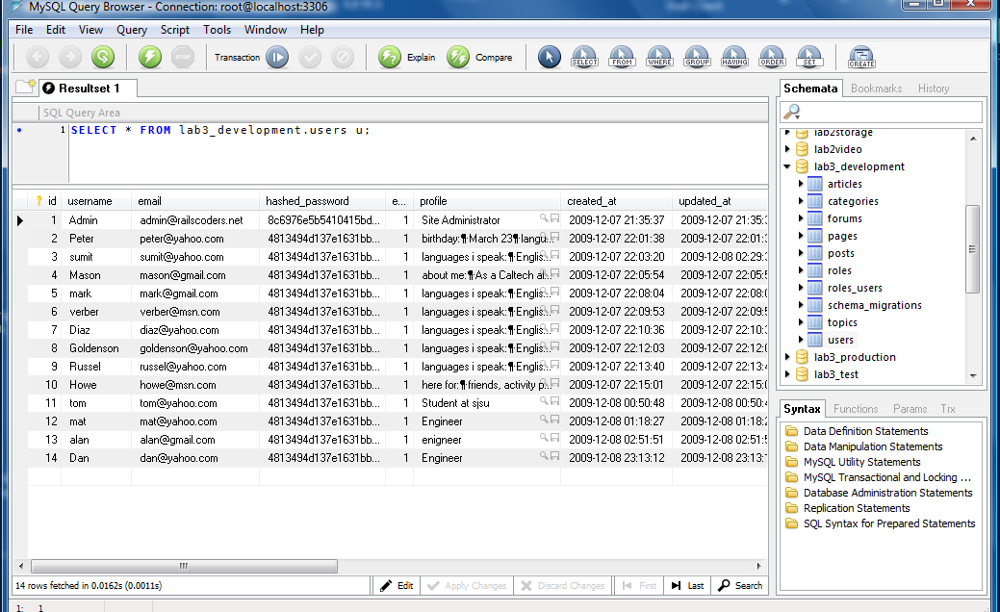 MySQL Query Browser - Connection: root@localhost:3306
File Edit View Query Script Tools Window Help
STOP Transaction Explain Compare SELECT FROM WHERE GROUP HAVING ORDER SET CREATE
Resultset 1
SQL Query Area
1 SELECT * FROM lab3_development.users u;
id username email hashed_password e... profile created_at updated_at
1 Admin admin@railscoders.net 8c6976e5b5410415bd... 1 Site Administrator 2009-12-07 21:35:37 2009-12-07 21:35:
2 Peter peter@yahoo.com 4813494d137e1631bb... 1 birthday:¶March 23¶langu... 2009-12-07 22:01:38 2009-12-07 22:01:
3 sumit sumit@yahoo.com 4813494d137e1631bb... 1 languages i speak:¶Englis... 2009-12-07 22:03:20 2009-12-08 02:29:
4 Mason mason@gmail.com 4813494d137e1631bb... 1 about me:¶As a Caltech al... 2009-12-07 22:05:54 2009-12-07 22:05:
5 mark mark@gmail.com 4813494d137e1631bb... 1 languages i speak:¶Englis... 2009-12-07 22:08:04 2009-12-07 22:08:
6 verber verber@msn.com 4813494d137e1631bb... 1 languages i speak:¶Englis... 2009-12-07 22:09:53 2009-12-07 22:09:
7 Diaz diaz@yahoo.com 4813494d137e1631bb... 1 languages i speak:¶Englis... 2009-12-07 22:10:36 2009-12-07 22:10:
8 Goldenson goldenson@yahoo.com 4813494d137e1631bb... 1 languages i speak:¶Englis... 2009-12-07 22:12:03 2009-12-07 22:12:
9 Russel russel@yahoo.com 4813494d137e1631bb... 1 languages i speak:¶Englis... 2009-12-07 22:13:40 2009-12-07 22:13:
10 Howe howe@msn.com 4813494d137e1631bb... 1 here for:¶friends, activity p... 2009-12-07 22:15:01 2009-12-07 22:15:
11 tom tom@yahoo.com 4813494d137e1631bb... 1 Student at sjsu 2009-12-08 00:50:48 2009-12-08 00:50:
12 mat mat@yahoo.com 4813494d137e1631bb... 1 Engineer 2009-12-08 01:18:27 2009-12-08 01:18:
13 alan alan@gmail.com 4813494d137e1631bb... 1 enigneer 2009-12-08 02:51:51 2009-12-08 02:51:
14 Dan dan@yahoo.com 4813494d137e1631bb... 1 Engineer 2009-12-08 23:13:12 2009-12-08 23:13:
14 rows fetched in 0.0162s (0.0011s) Edit Apply Changes Discard Changes First Last Search
1: 1
Schemata Bookmarks History
lab2storage
lab2video
lab3_development
articles
categories
forums
pages
posts
roles
roles_users
schema_migrations
topics
users
lab3_production
lab3_test
Syntax Functions Params Trx
Data Definition Statements
Data Manipulation Statements
MySQL Utility Statements
MySQL Transactional and Locking ...
Database Administration Statements
Replication Statements
SQL Syntax for Prepared Statements